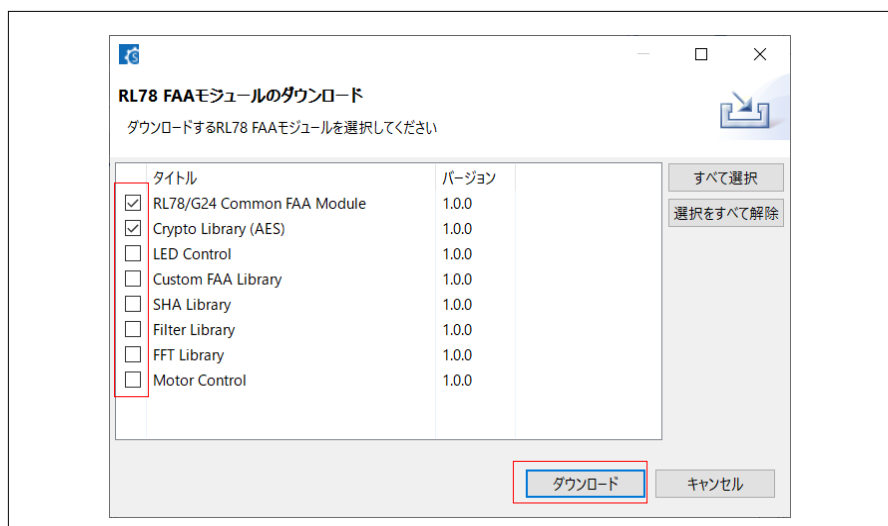 RL78 FAAモジュールのダウンロード
ダウンロードするRL78 FAAモジュールを選択してください
タイトル バージョン
RL78/G24 Common FAA Module 1.0.0
Crypto Library (AES) 1.0.0
LED Control 1.0.0
Custom FAA Library 1.0.0
SHA Library 1.0.0
Filter Library 1.0.0
FFT Library 1.0.0
Motor Control 1.0.0
すべて選択
選択をすべて解除
ダウンロード
キャンセル